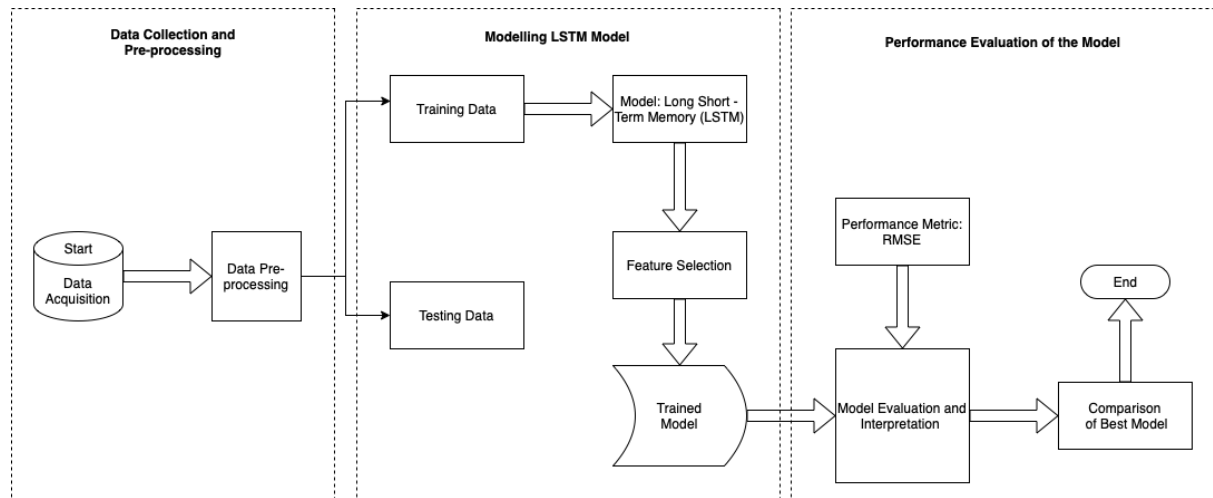 Data Collection and
Pre-processing
Start
Data
Acquisition
Data Pre-
processing
Modelling LSTM Model
Training Data
Model: Long Short -
Term Memory (LSTM)
Feature Selection
Testing Data
Trained
Model
Performance Evaluation of the Model
Performance Metric:
RMSE
Model Evaluation and
Interpretation
Comparison
of Best Model
End